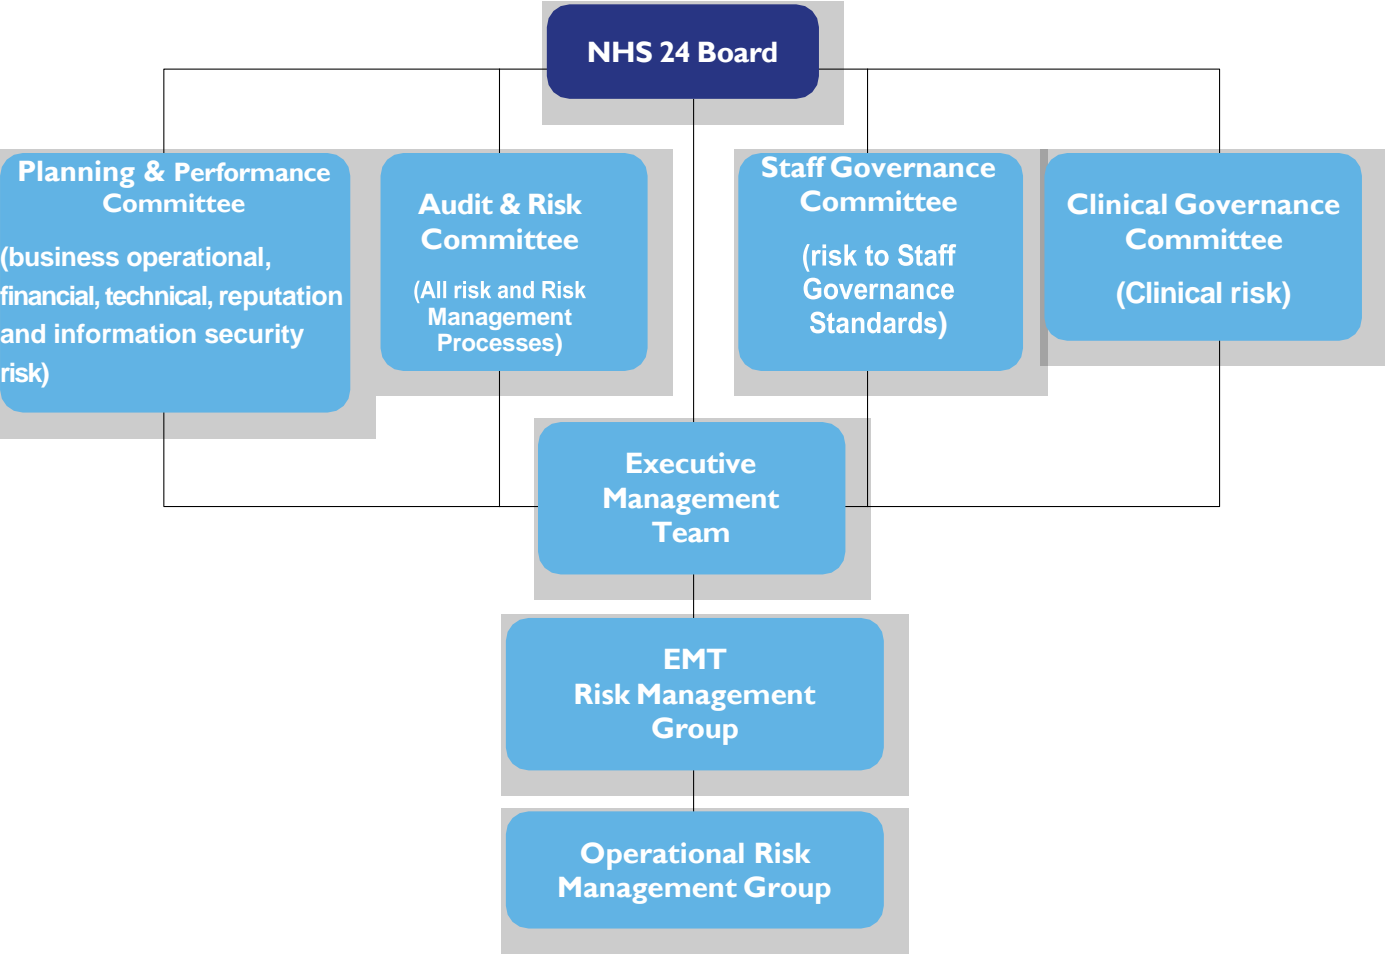 NHS 24 Board
Planning & Performance
Committee
(business operational,
financial, technical, reputation
and information security
risk)
Audit & Risk
Committee
(All risk and Risk
Management
Processes)
Staff Governance
Committee
(risk to Staff
Governance
Standards)
Clinical Governance
Committee
(Clinical risk)
Executive
Management
Team
EMT
Risk Management
Group
Operational Risk
Management Group